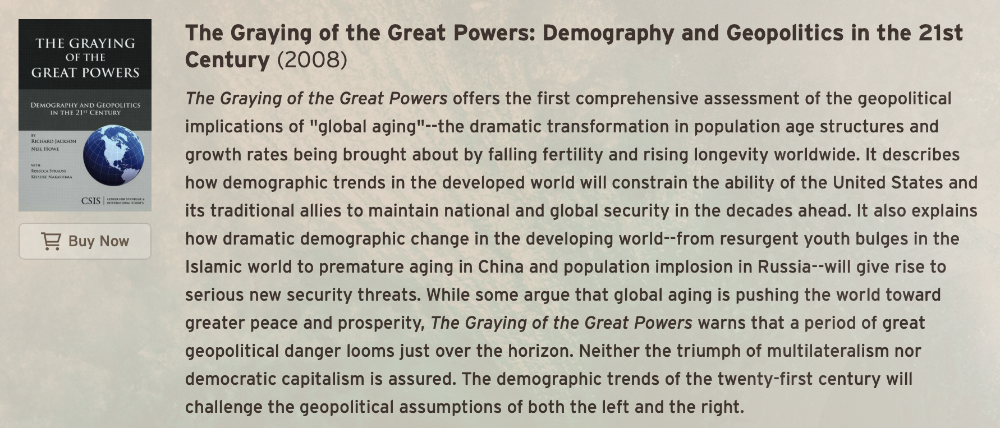 THE GRAYING
OF THE
GREAT POWERS
DEMOGRAPHY AND GEOPOLITICS
IN THE 21ST CENTURY
BY
RICHARD JACKSON
NEIL HOWE
WITH
REBECCA STRAUSS
KEISUKE NAKASHIMA
CSIS | CENTER FOR STRATEGIC &
INTERNATIONAL STUDIES
Buy Now
The Graying of the Great Powers: Demography and Geopolitics in the 21st
Century (2008)
The Graying of the Great Powers offers the first comprehensive assessment of the geopolitical
implications of "global aging"--the dramatic transformation in population age structures and
growth rates being brought about by falling fertility and rising longevity worldwide. It describes
how demographic trends in the developed world will constrain the ability of the United States and
its traditional allies to maintain national and global security in the decades ahead. It also explains
how dramatic demographic change in the developing world--from resurgent youth bulges in the
Islamic world to premature aging in China and population implosion in Russia--will give rise to
serious new security threats. While some argue that global aging is pushing the world toward
greater peace and prosperity, The Graying of the Great Powers warns that a period of great
geopolitical danger looms just over the horizon. Neither the triumph of multilateralism nor
democratic capitalism is assured. The demographic trends of the twenty-first century will
challenge the geopolitical assumptions of both the left and the right.